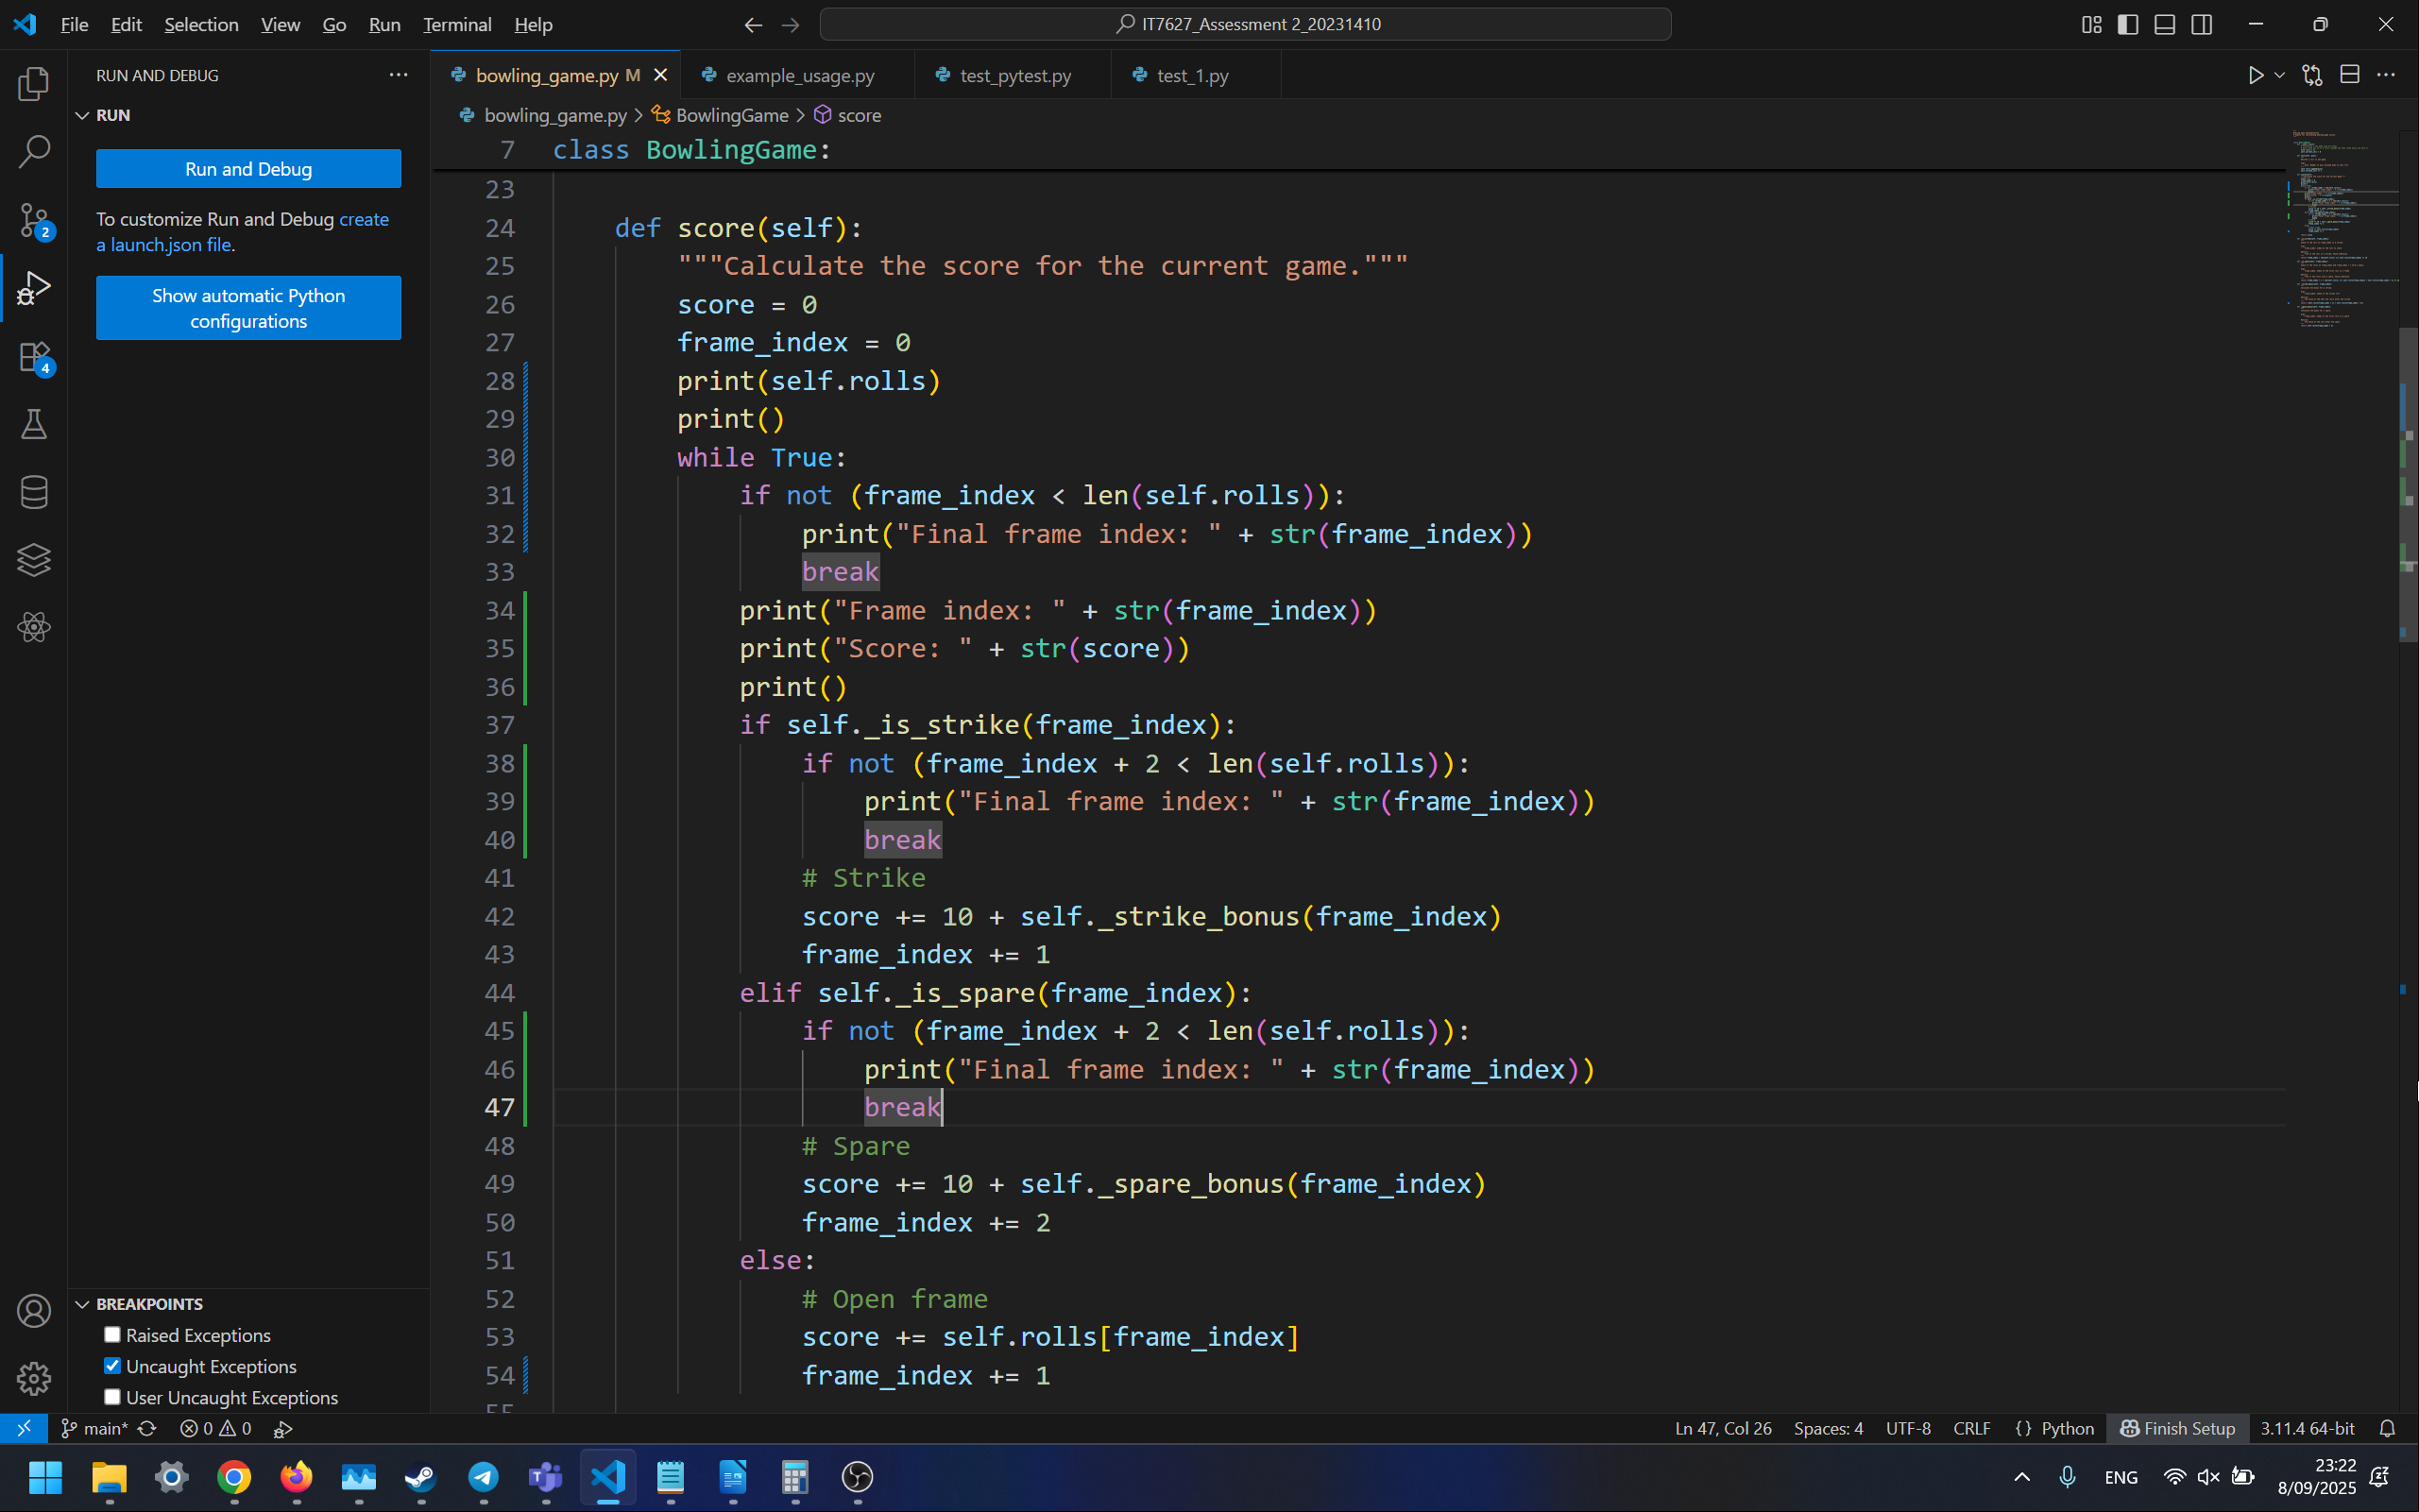 File Edit Selection View Go Run Terminal Help
IT7627_Assessment 2_20231410
RUN AND DEBUG
RUN
Run and Debug
To customize Run and Debug create
a launch.json file.
Show automatic Python
configurations
2
4
BREAKPOINTS
Raised Exceptions
Uncaught Exceptions
User Uncaught Exceptions
bowling_game.py M
example_usage.py
test_pytest.py
test_1.py
bowling_game.py > BowlingGame > score
7 class BowlingGame:
23
24 def score(self):
25 """Calculate the score for the current game."""
26 score = 0
27 frame_index = 0
28 print(self.rolls)
29 print()
30 while True:
31 if not (frame_index < len(self.rolls)):
32 print("Final frame index: " + str(frame_index))
33 break
34 print("Frame index: " + str(frame_index))
35 print("Score: " + str(score))
36 print()
37 if self._is_strike(frame_index):
38 if not (frame_index + 2 < len(self.rolls)):
39 print("Final frame index: " + str(frame_index))
40 break
41 # Strike
42 score += 10 + self._strike_bonus(frame_index)
43 frame_index += 1
44 elif self._is_spare(frame_index):
45 if not (frame_index + 2 < len(self.rolls)):
46 print("Final frame index: " + str(frame_index))
47 break
48 # Spare
49 score += 10 + self._spare_bonus(frame_index)
50 frame_index += 2
51 else:
52 # Open frame
53 score += self.rolls[frame_index]
54 frame_index += 1
55
main* 0 0
Ln 47, Col 26 Spaces: 4 UTF-8 CRLF {} Python Finish Setup 3.11.4 64-bit
ENG
23:22
8/09/2025